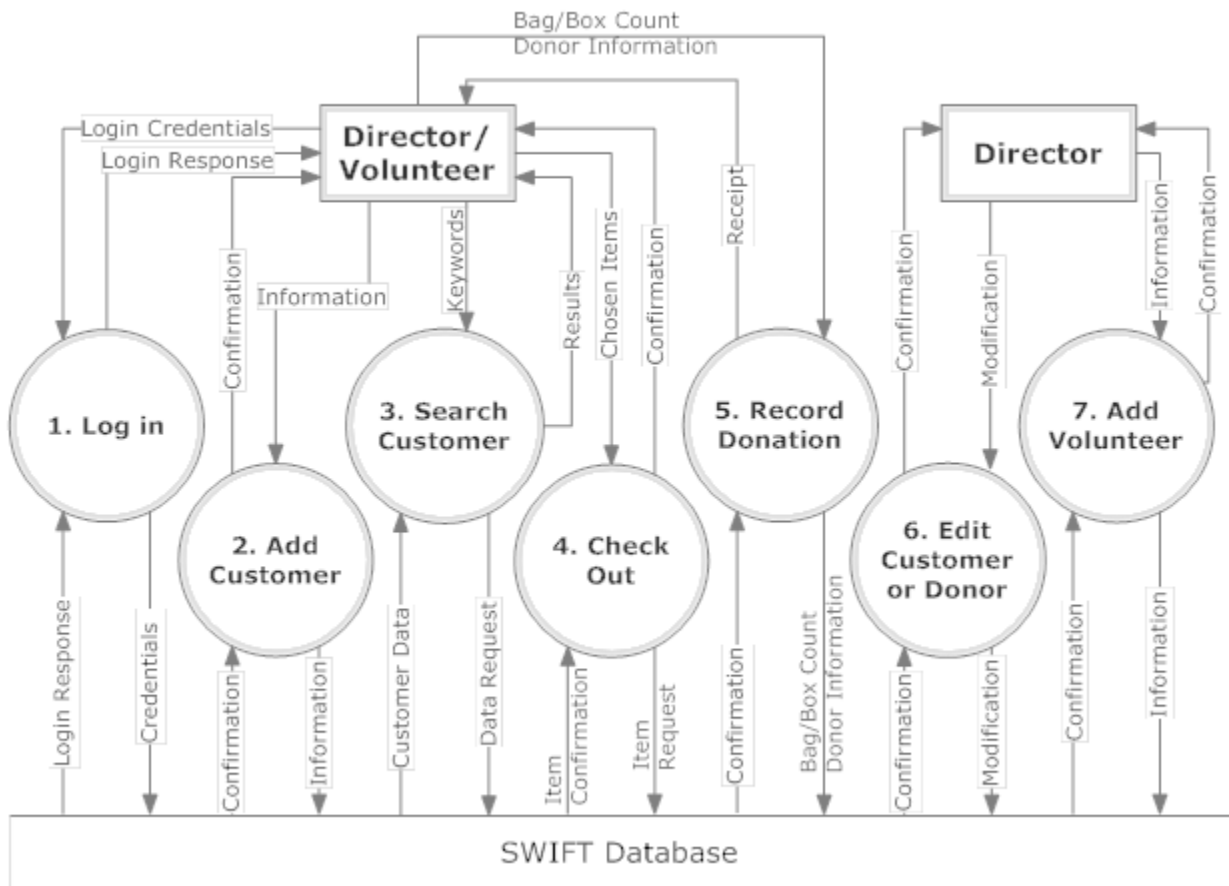 Bag/Box Count
Donor Information
Login Credentials
Login Response
Director/
Volunteer
Director
Confirmation
Information
Keywords
Results
Chosen Items
Confirmation
Receipt
Confirmation
Modification
Information
Confirmation
1. Log in
2. Add
Customer
3. Search
Customer
4. Check
Out
5. Record
Donation
6. Edit
Customer
or Donor
7. Add
Volunteer
Login Response
Credentials
Confirmation
Information
Customer Data
Data Request
Item
Confirmation
Item
Request
Confirmation
Bag/Box Count
Donor Information
Confirmation
Modification
Confirmation
Information
SWIFT Database